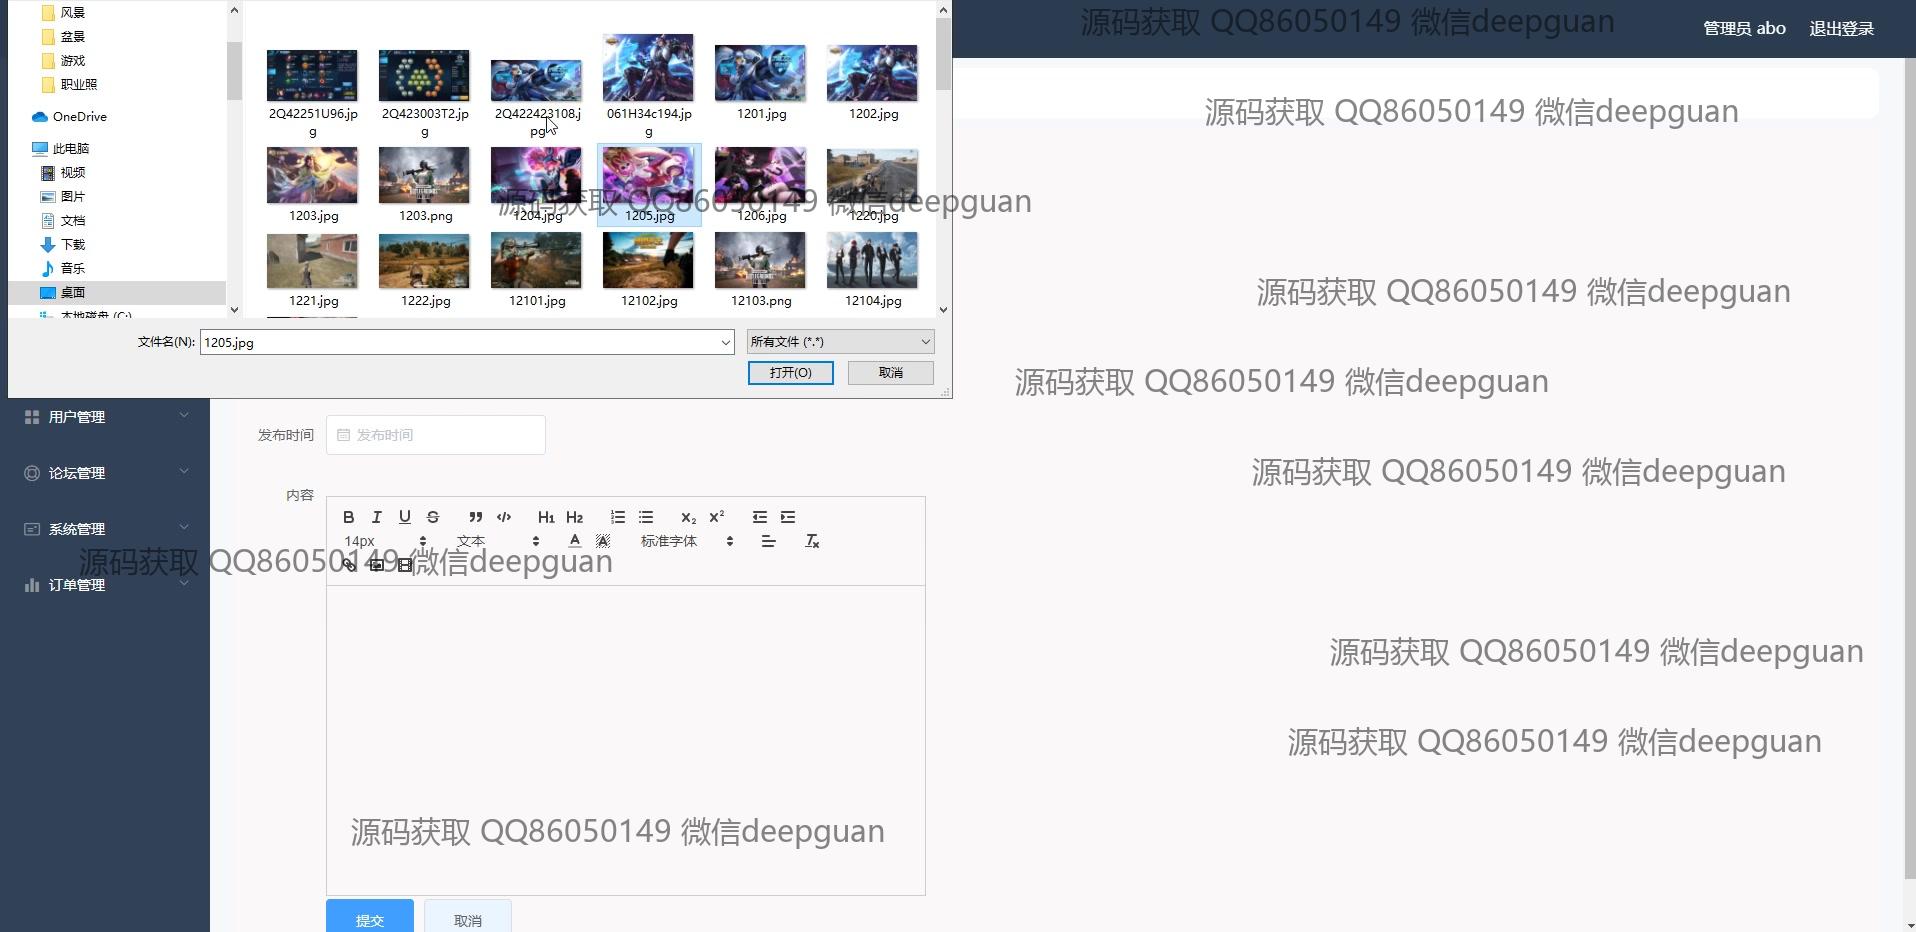 风景
盆景
游戏
职业照
OneDrive
此电脑
视频
图片
文档
下载
音乐
桌面
本地磁盘 (C:)
2Q42251U96.jpg
2Q423003T2.jpg
2Q422423108.jpg
061H34c194.jpg
1201.jpg
1202.jpg
1203.jpg
1203.png
1204.jpg
1205.jpg
1206.jpg
1220.jpg
1221.jpg
1222.jpg
12101.jpg
12102.jpg
12103.png
12104.jpg
文件名(N):
1205.jpg
所有文件 (*.*)
打开(O)
取消
管理员 abo
退出登录
源码获取 QQ86050149 微信deepguan
源码获取 QQ86050149 微信deepguan
源码获取 QQ86050149 微信deepguan
源码获取 QQ86050149 微信deepguan
源码获取 QQ86050149 微信deepguan
源码获取 QQ86050149 微信deepguan
用户管理
论坛管理
系统管理
订单管理
源码获取 QQ86050149 微信deepguan
发布时间
发布时间
内容
B I U S
H1 H2
X2 X2
14px
文本
A A
标准字体
Tx
源码获取 QQ86050149 微信deepguan
源码获取 QQ86050149 微信deepguan
源码获取 QQ86050149 微信deepguan
提交
取消